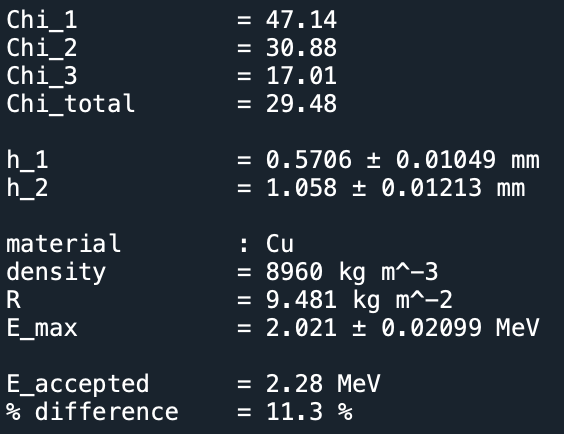 Chi_1 = 47.14
Chi_2 = 30.88
Chi_3 = 17.01
Chi_total = 29.48
h_1 = 0.5706 ± 0.01049 mm
h_2 = 1.058 ± 0.01213 mm
material : Cu
density = 8960 kg m^-3
R = 9.481 kg m^-2
E_max = 2.021 ± 0.02099 MeV
E_accepted = 2.28 MeV
% difference = 11.3 %